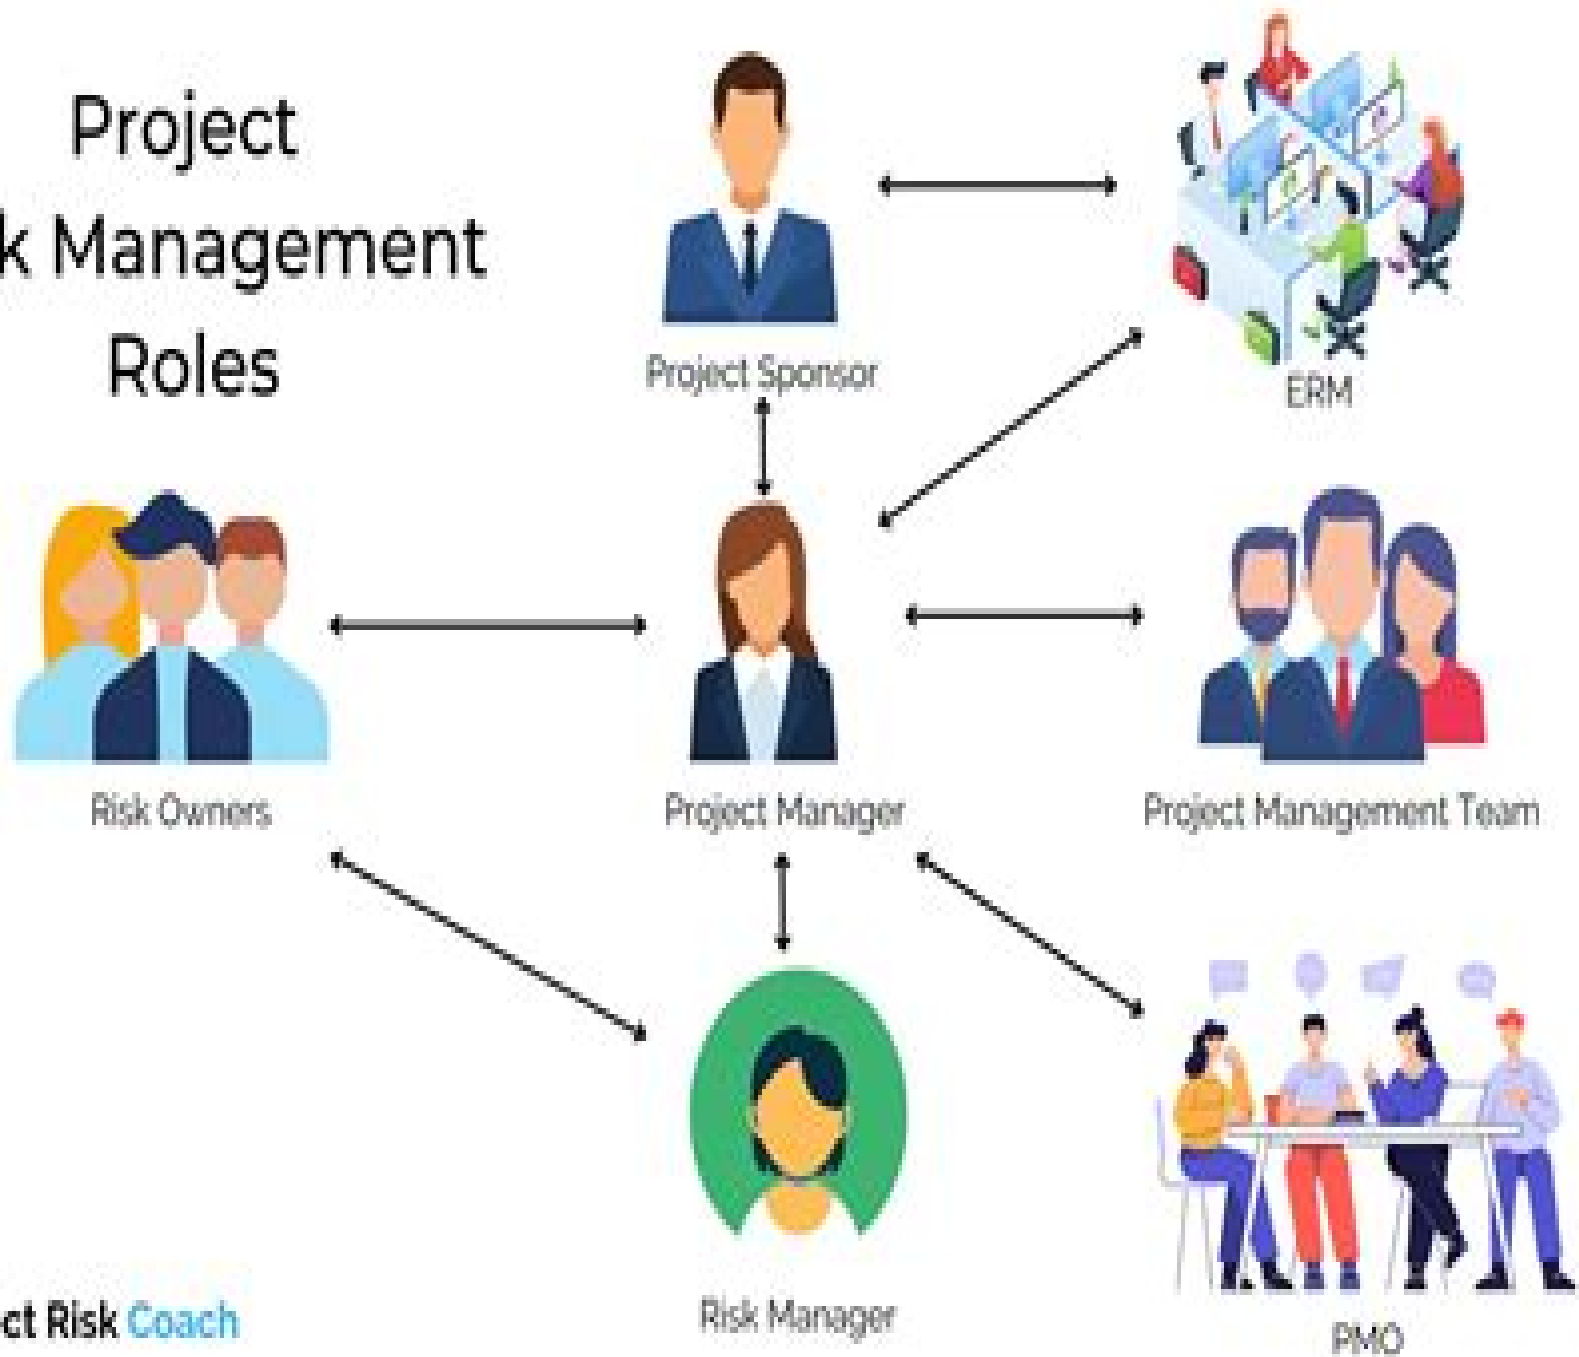 Project
k Management
Roles
Project Sponsor
ERM
Risk Owners
Project Manager
Project Management Team
Risk Manager
PMO
ct Risk Coach